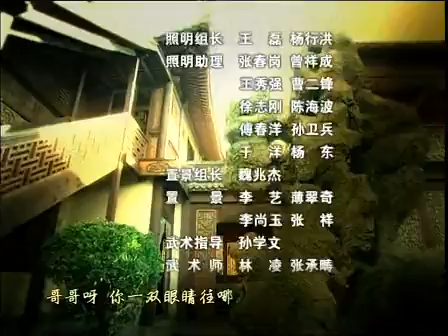 照明组长 王 磊 杨行洪
照明助理 张春岗 曾祥成
王秀强 曹二锋
徐志刚 陈海波
傅春洋 孙卫兵
于 洋 杨 东
置景组长 魏兆杰
置 景 李 艺 薄翠奇
李尚玉 张 祥
武术指导 孙学文
武 术 师 林 凌 张承畴
哥哥呀 你一双眼睛往哪